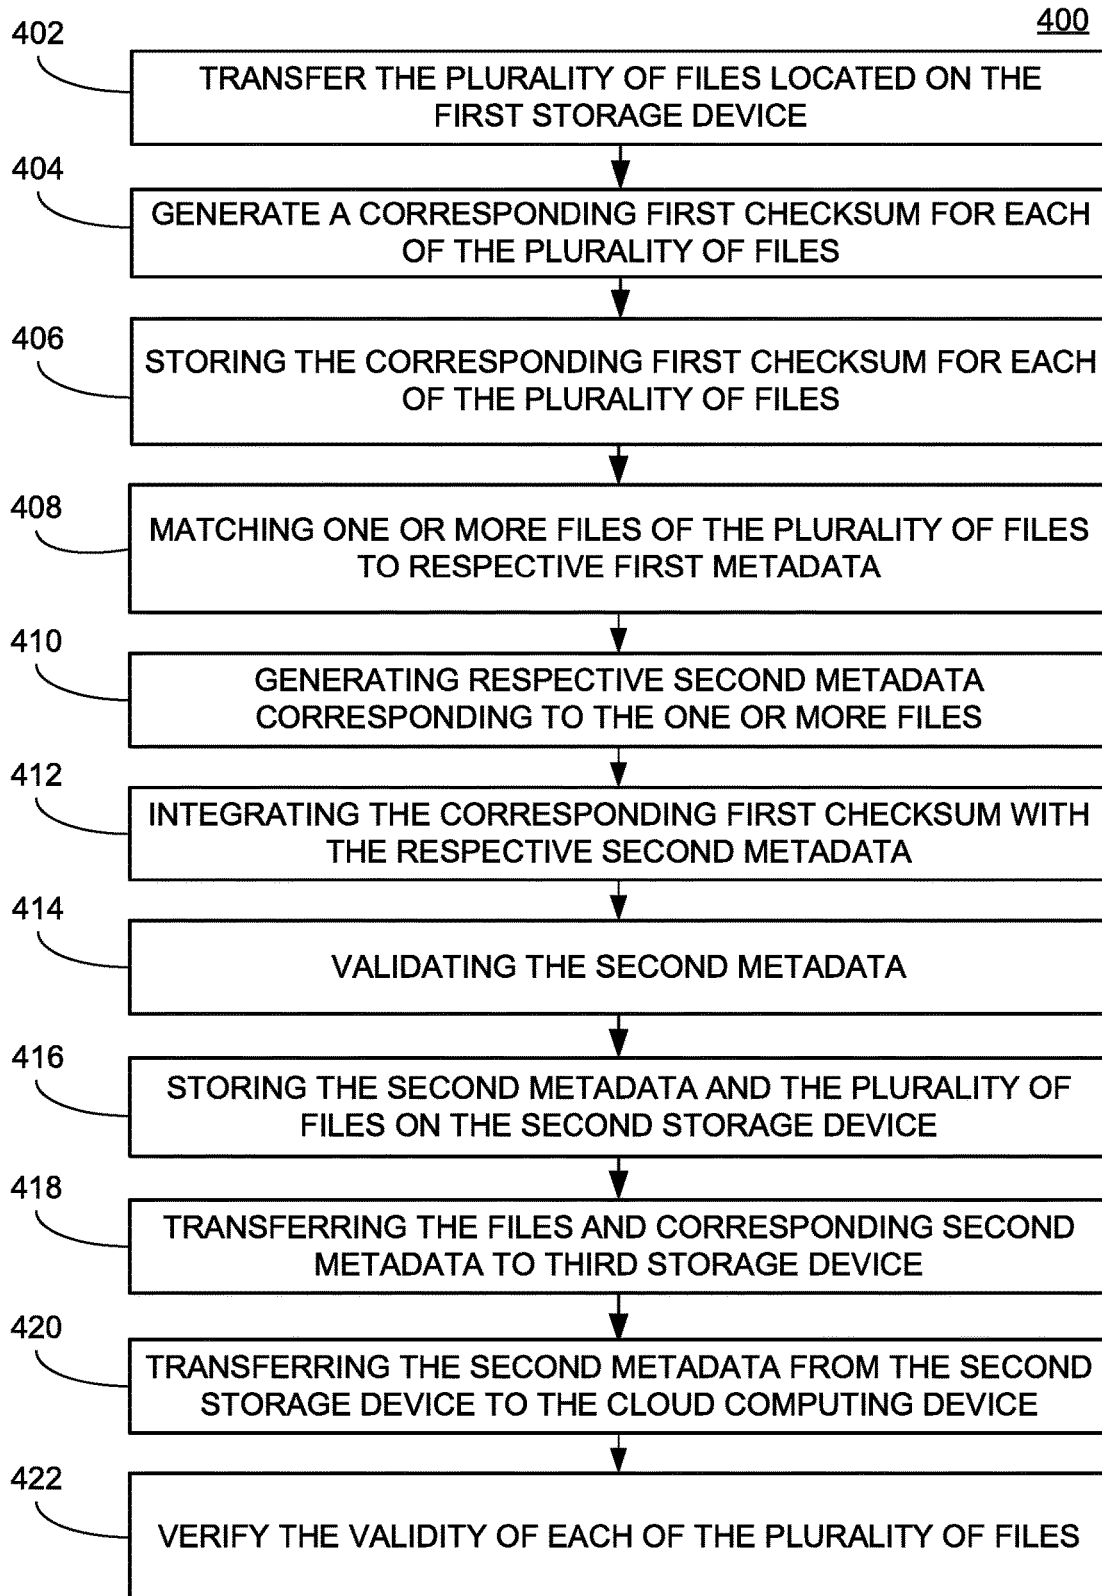 400
402
TRANSFER THE PLURALITY OF FILES LOCATED ON THE
FIRST STORAGE DEVICE
404
GENERATE A CORRESPONDING FIRST CHECKSUM FOR EACH
OF THE PLURALITY OF FILES
406
STORING THE CORRESPONDING FIRST CHECKSUM FOR EACH
OF THE PLURALITY OF FILES
408
MATCHING ONE OR MORE FILES OF THE PLURALITY OF FILES
TO RESPECTIVE FIRST METADATA
410
GENERATING RESPECTIVE SECOND METADATA
CORRESPONDING TO THE ONE OR MORE FILES
412
INTEGRATING THE CORRESPONDING FIRST CHECKSUM WITH
THE RESPECTIVE SECOND METADATA
414
VALIDATING THE SECOND METADATA
416
STORING THE SECOND METADATA AND THE PLURALITY OF
FILES ON THE SECOND STORAGE DEVICE
418
TRANSFERRING THE FILES AND CORRESPONDING SECOND
METADATA TO THIRD STORAGE DEVICE
420
TRANSFERRING THE SECOND METADATA FROM THE SECOND
STORAGE DEVICE TO THE CLOUD COMPUTING DEVICE
422
VERIFY THE VALIDITY OF EACH OF THE PLURALITY OF FILES